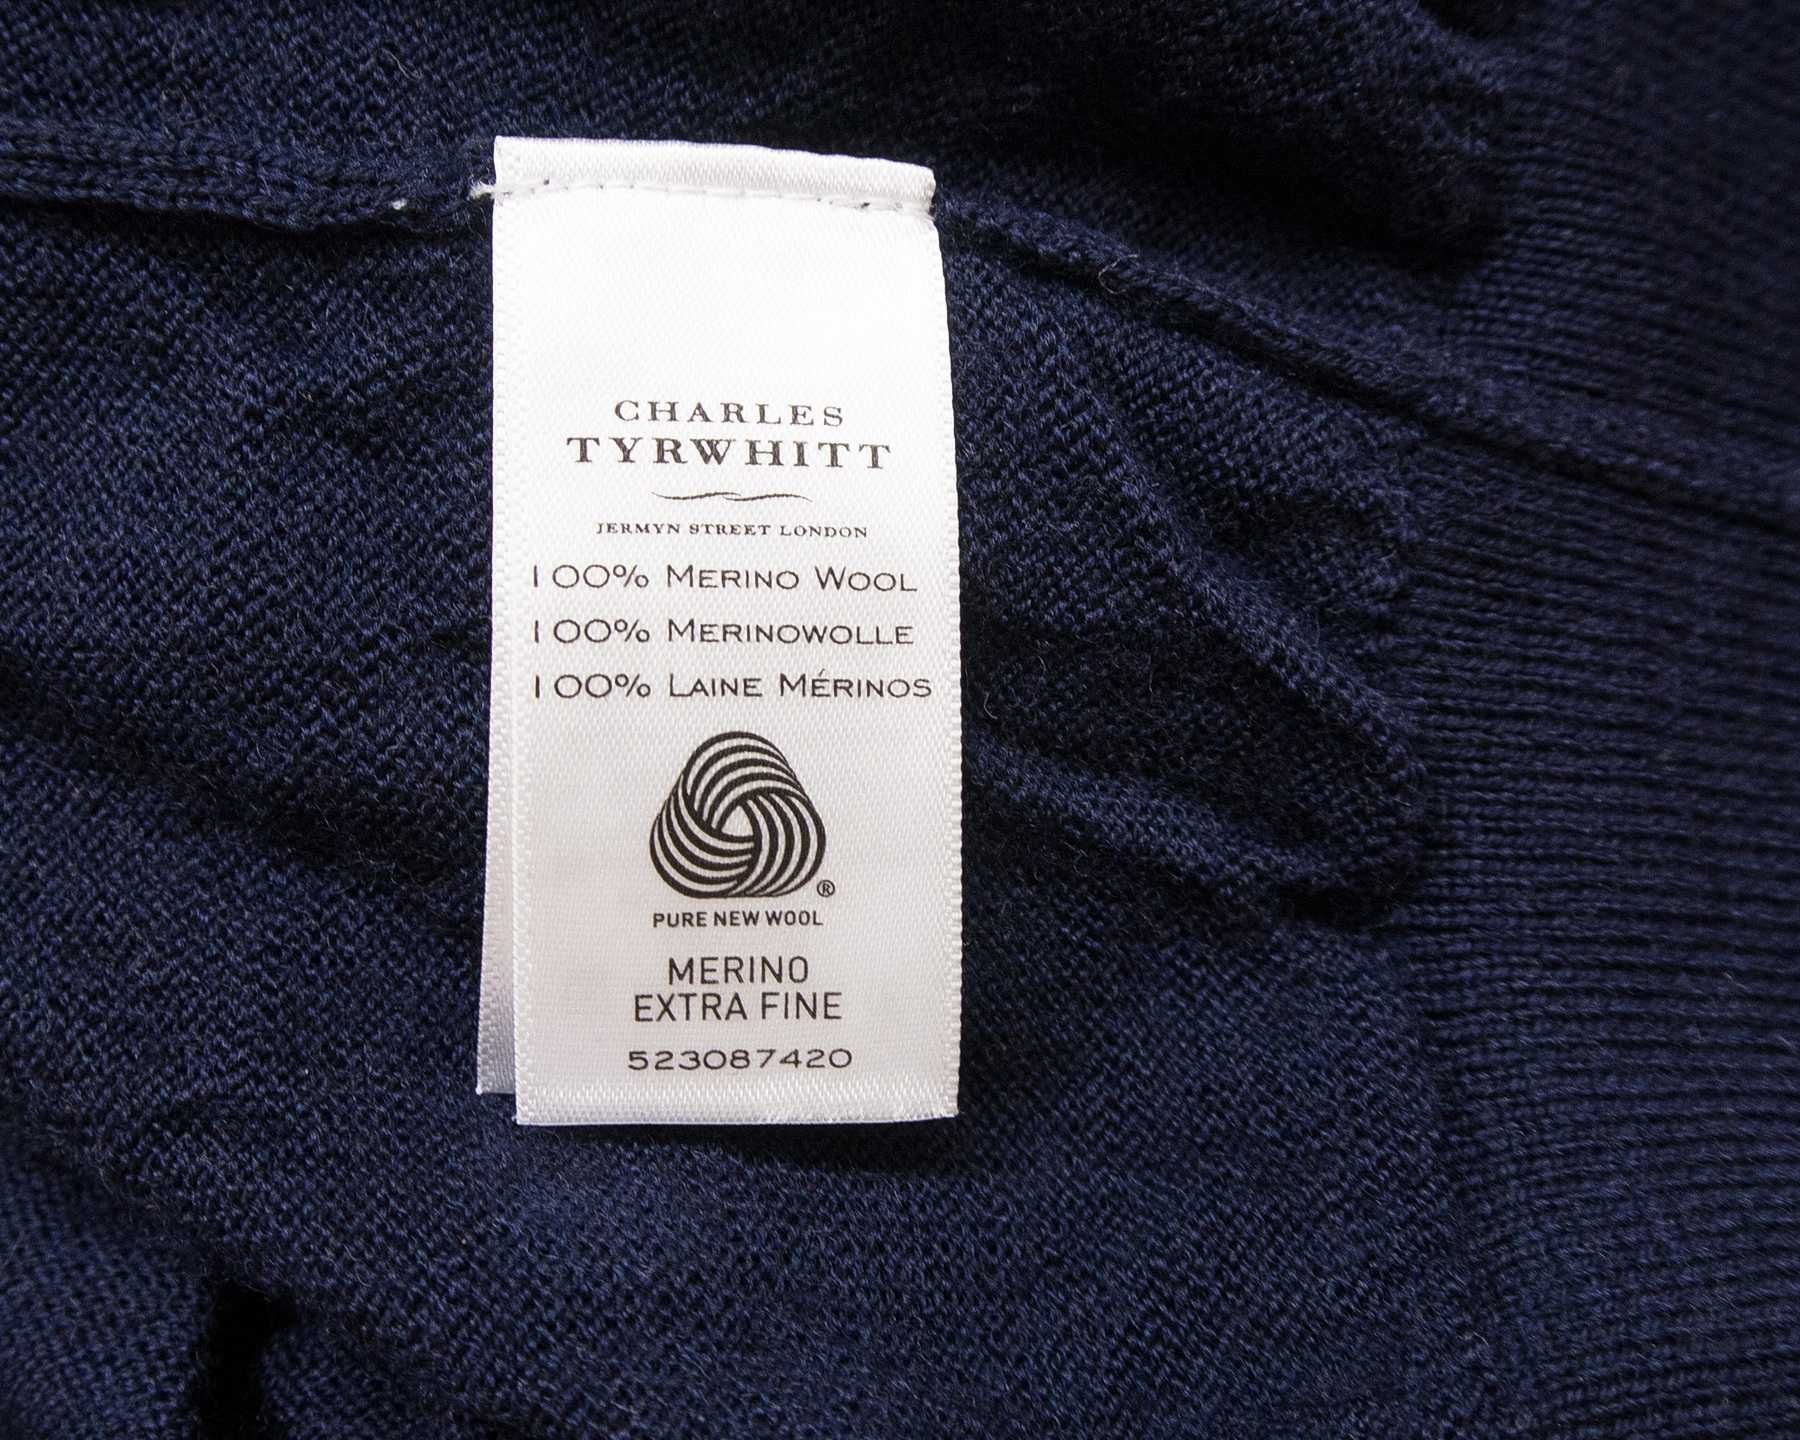 CHARLES
TYRWHITT
JERMYN STREET LONDON
100% MERINO WOOL
100% MERINOWOLLE
100% LAINE MÉRINOS
®
PURE NEW WOOL
MERINO
EXTRA FINE
523087420